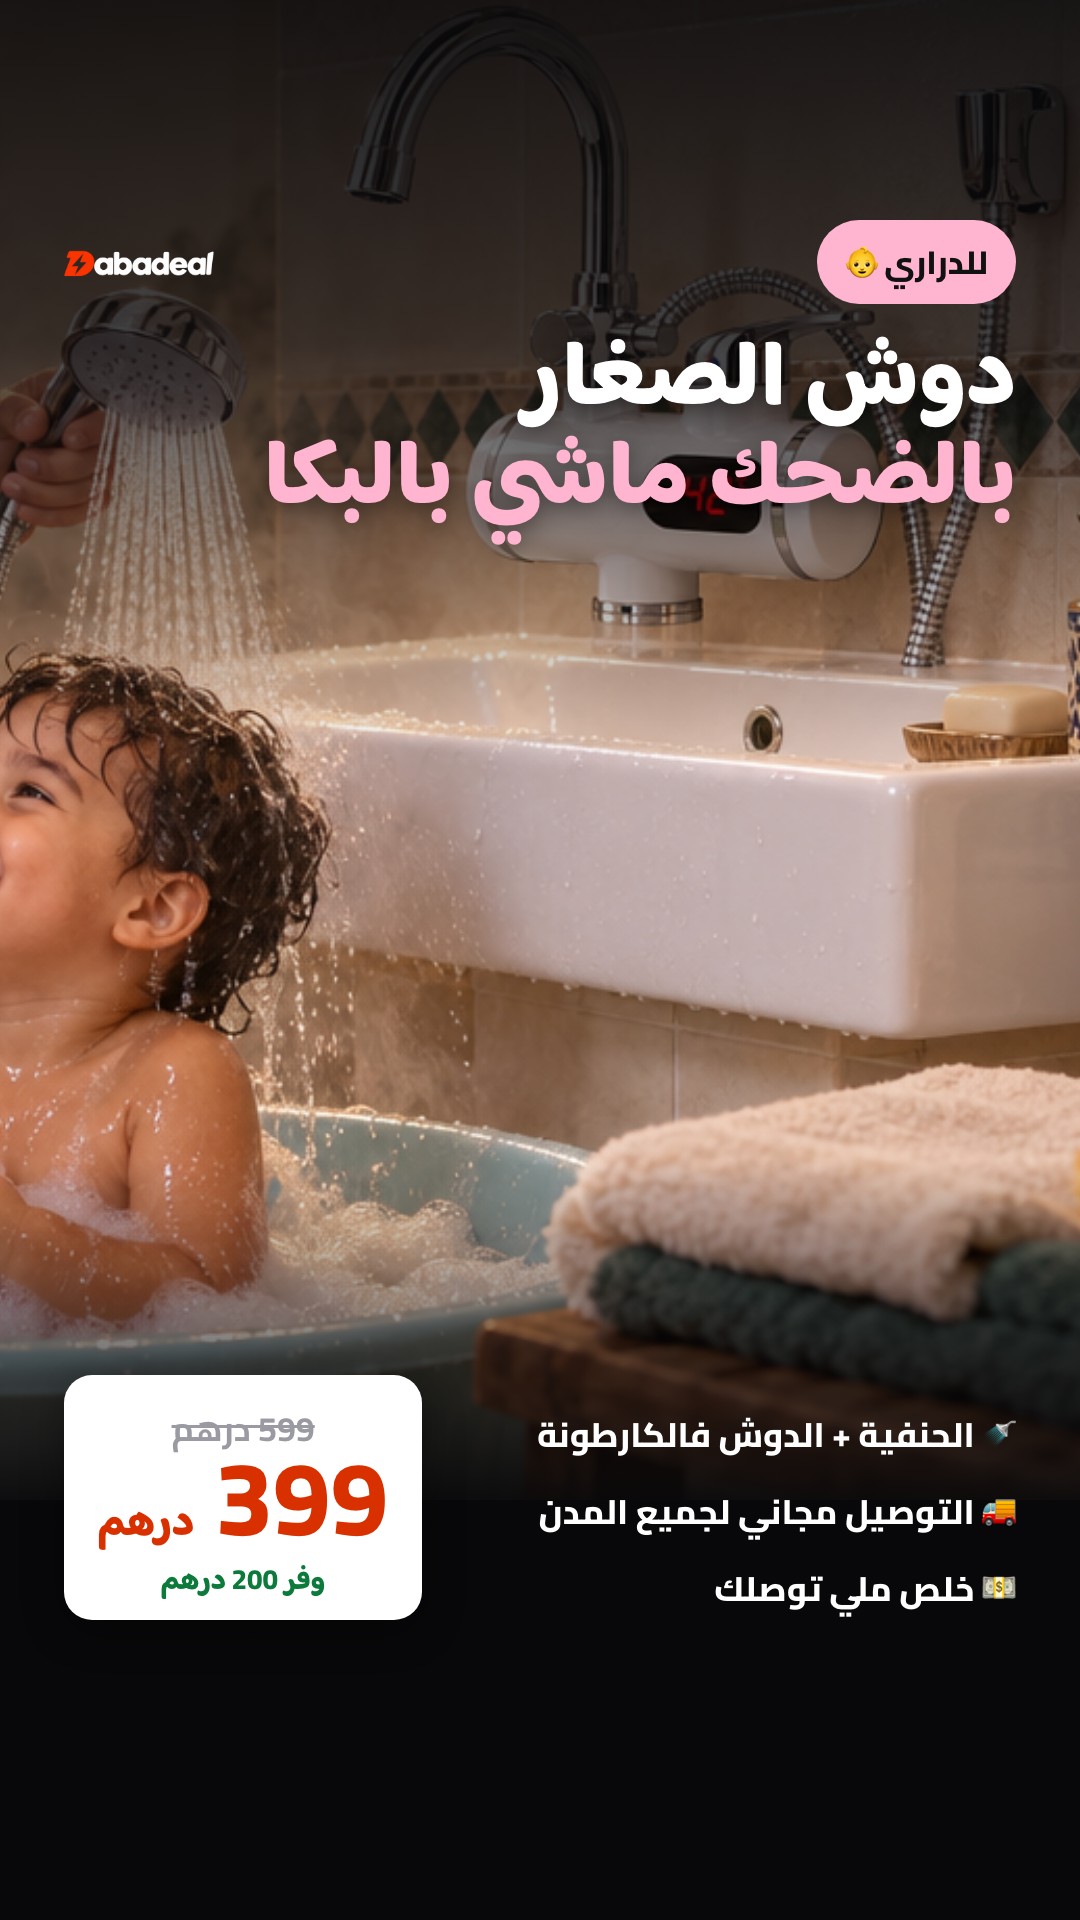 Dabadeal
للدراري 👶
دوش الصغار
بالضحك ماشي بالبكا
42
🚿 الحنفية + الدوش فالكارطونة
🚚 التوصيل مجاني لجميع المدن
💵 خلص ملي توصلك
599 درهم
399 درهم
وفر 200 درهم